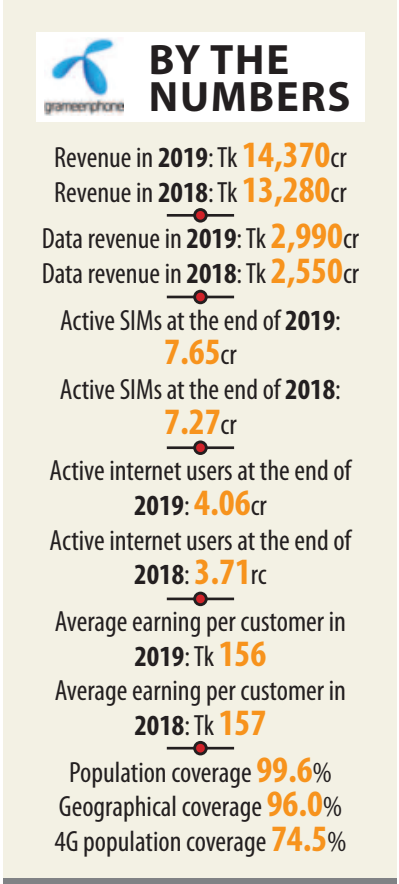 grameenphone
BY THE
NUMBERS
Revenue in 2019: Tk 14,370cr
Revenue in 2018: Tk 13,280cr
Data revenue in 2019: Tk 2,990cr
Data revenue in 2018: Tk 2,550cr
Active SIMs at the end of 2019:
7.65cr
Active SIMs at the end of 2018:
7.27cr
Active internet users at the end of
2019: 4.06cr
Active internet users at the end of
2018: 3.71rc
Average earning per customer in
2019: Tk 156
Average earning per customer in
2018: Tk 157
Population coverage 99.6%
Geographical coverage 96.0%
4G population coverage 74.5%